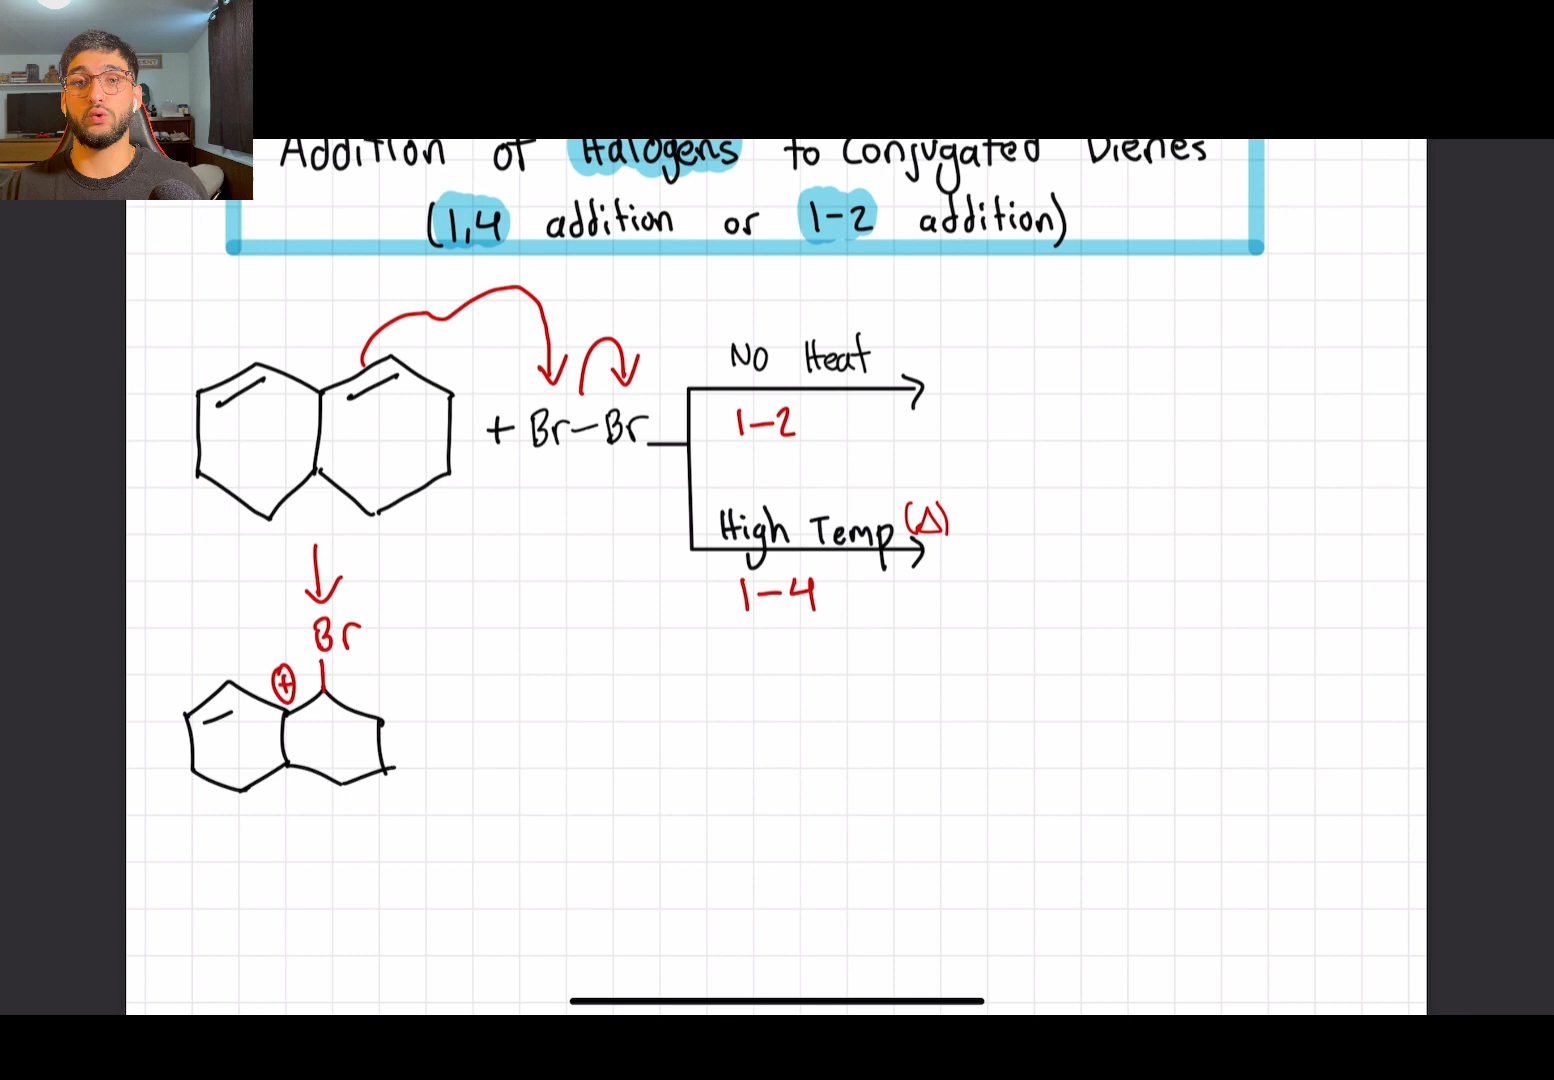 Addition of Halogens to Conjugated Dienes
(1,4 addition or 1-2 addition)
No Heat
+ Br-Br
1-2
High Temp (Δ)
1-4
Br
+